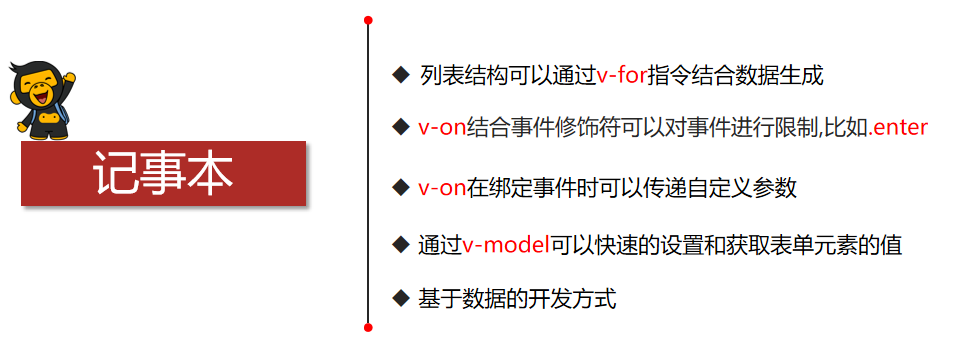 记事本
列表结构可以通过v-for指令结合数据生成
v-on结合事件修饰符可以对事件进行限制,比如.enter
v-on在绑定事件时可以传递自定义参数
通过v-model可以快速的设置和获取表单元素的值
基于数据的开发方式